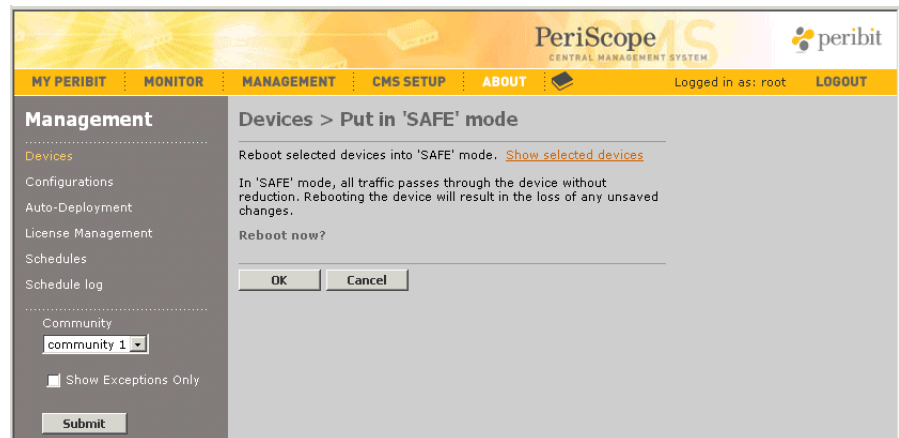 PeriScope
CENTRAL MANAGEMENT SYSTEM
peribit
MY PERIBIT MONITOR MANAGEMENT CMS SETUP ABOUT Logged in as: root LOGOUT
Management
Devices
Configurations
Auto-Deployment
License Management
Schedules
Schedule log
Community
community 1
Show Exceptions Only
Submit
Devices > Put in 'SAFE' mode
Reboot selected devices into 'SAFE' mode. Show selected devices
In 'SAFE' mode, all traffic passes through the device without
reduction. Rebooting the device will result in the loss of any unsaved
changes.
Reboot now?
OK Cancel